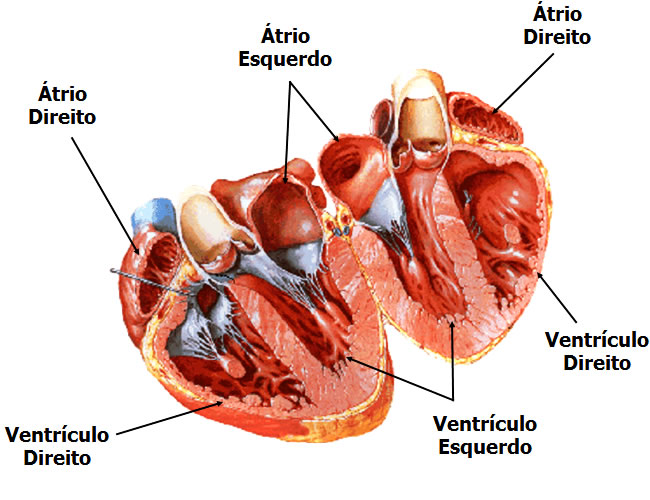 Átrio
Direito
Átrio
Esquerdo
Átrio
Direito
Ventrículo
Direito
Ventrículo
Esquerdo
Ventrículo
Direito